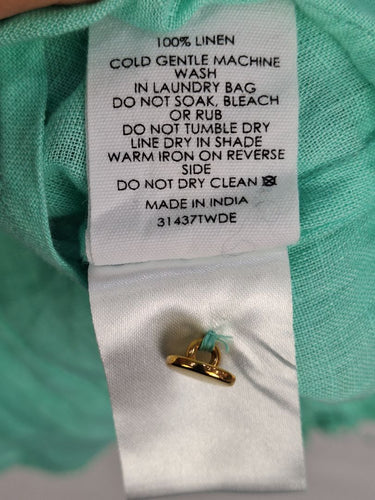 100% LINEN
COLD GENTLE MACHINE
WASH
IN LAUNDRY BAG
DO NOT SOAK, BLEACH
OR RUB
DO NOT TUMBLE DRY
LINE DRY IN SHADE
WARM IRON ON REVERSE
SIDE
DO NOT DRY CLEAN
MADE IN INDIA
31437TWDE